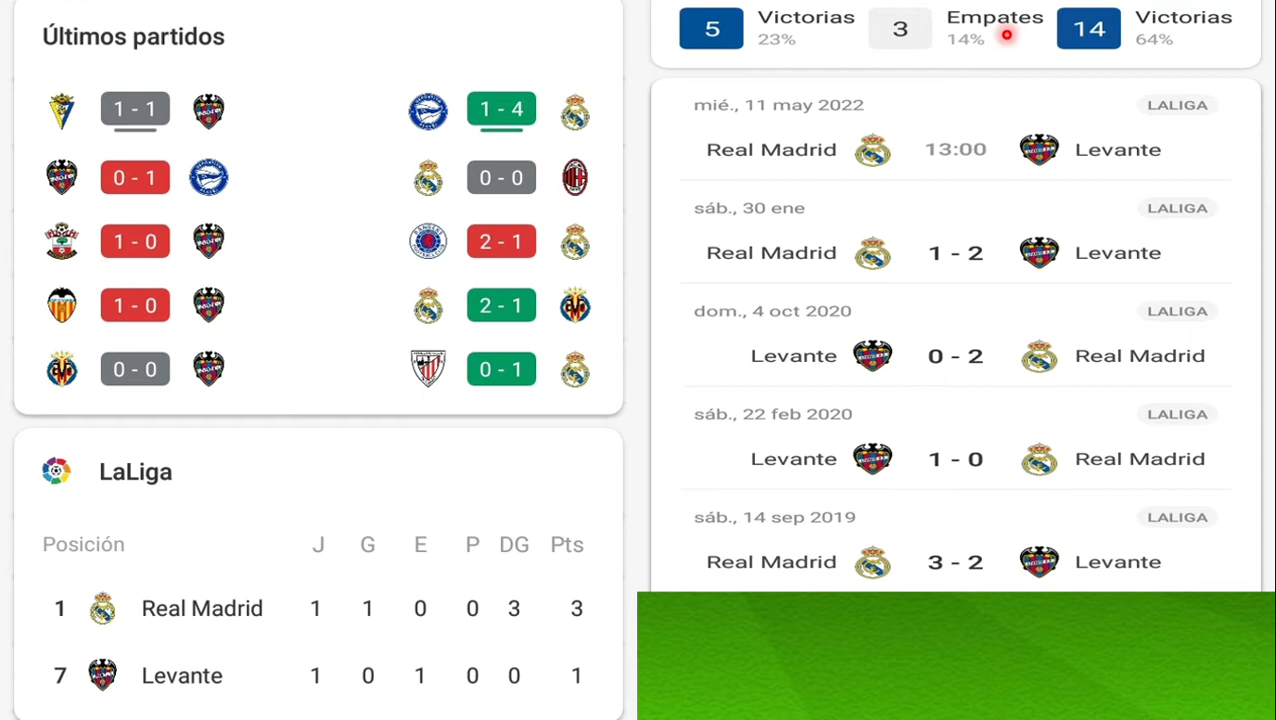 Últimos partidos
1 - 1
1 - 4
0 - 1
0 - 0
1 - 0
2 - 1
1 - 0
2 - 1
0 - 0
0 - 1
LaLiga
Posición J G E P DG Pts
1 Real Madrid 1 1 0 0 3 3
7 Levante 1 0 1 0 0 1
5 Victorias 3 Empates 14 Victorias
23% 14% 64%
mié., 11 may 2022 LALIGA
Real Madrid 13:00 Levante
sáb., 30 ene LALIGA
Real Madrid 1 - 2 Levante
dom., 4 oct 2020 LALIGA
Levante 0 - 2 Real Madrid
sáb., 22 feb 2020 LALIGA
Levante 1 - 0 Real Madrid
sáb., 14 sep 2019 LALIGA
Real Madrid 3 - 2 Levante